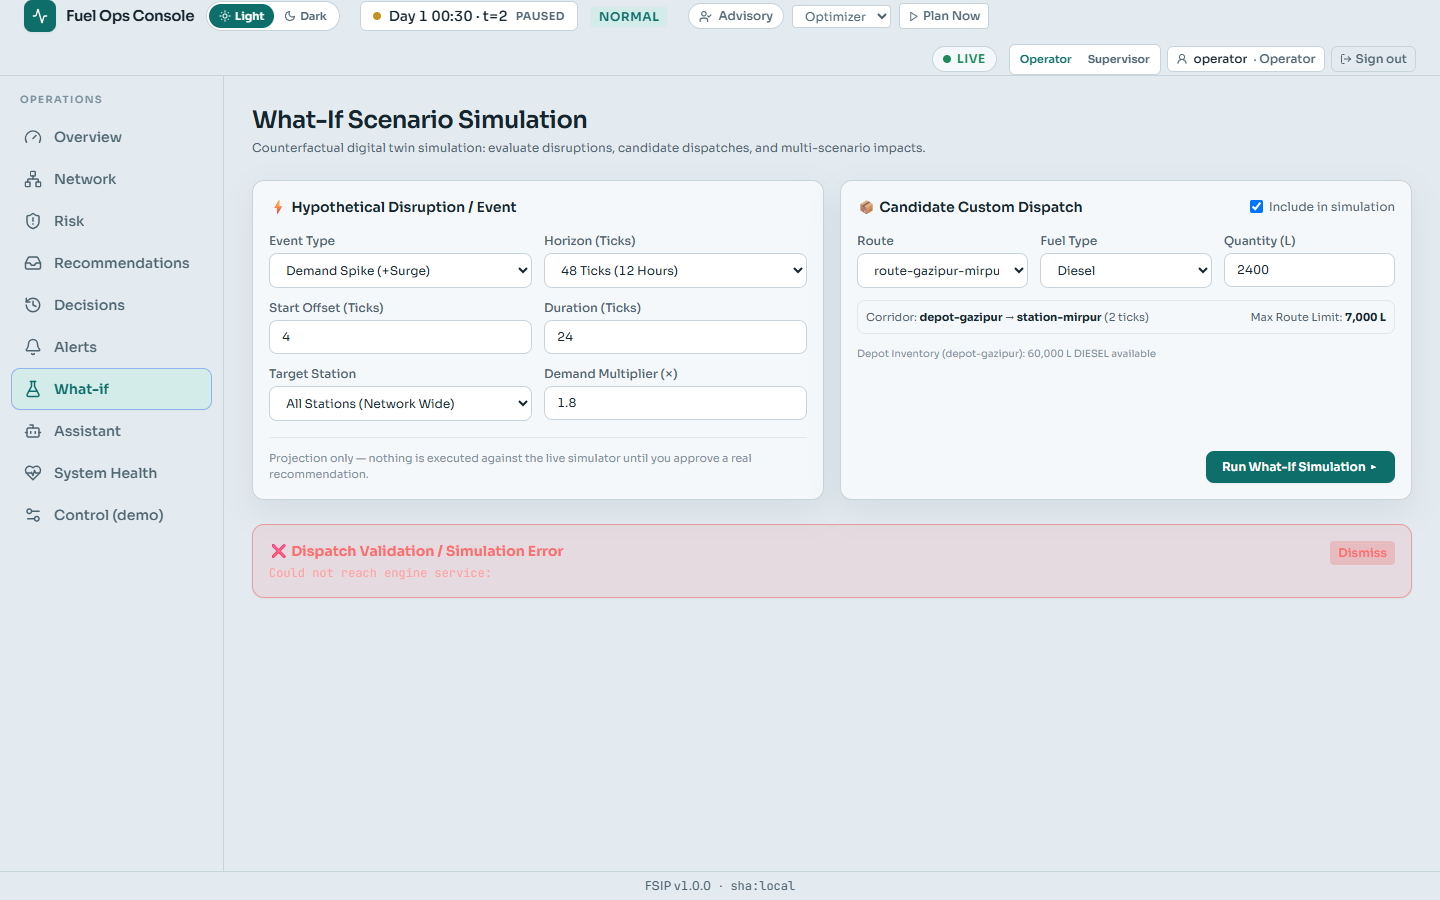 Fuel Ops Console
Light
Dark
Day 1 00:30 · t=2 PAUSED
NORMAL
Advisory
Optimizer
Plan Now
LIVE
Operator
Supervisor
operator · Operator
Sign out
OPERATIONS
Overview
Network
Risk
Recommendations
Decisions
Alerts
What-if
Assistant
System Health
Control (demo)
What-If Scenario Simulation
Counterfactual digital twin simulation: evaluate disruptions, candidate dispatches, and multi-scenario impacts.
Hypothetical Disruption / Event
Event Type
Horizon (Ticks)
Demand Spike (+Surge)
48 Ticks (12 Hours)
Start Offset (Ticks)
Duration (Ticks)
4
24
Target Station
Demand Multiplier (×)
All Stations (Network Wide)
1.8
Projection only — nothing is executed against the live simulator until you approve a real
recommendation.
Candidate Custom Dispatch
Include in simulation
Route
Fuel Type
Quantity (L)
route-gazipur-mirpu
Diesel
2400
Corridor: depot-gazipur → station-mirpur (2 ticks)
Max Route Limit: 7,000 L
Depot Inventory (depot-gazipur): 60,000 L DIESEL available
Run What-If Simulation ▸
❌ Dispatch Validation / Simulation Error
Dismiss
Could not reach engine service:
FSIP v1.0.0 · sha:local